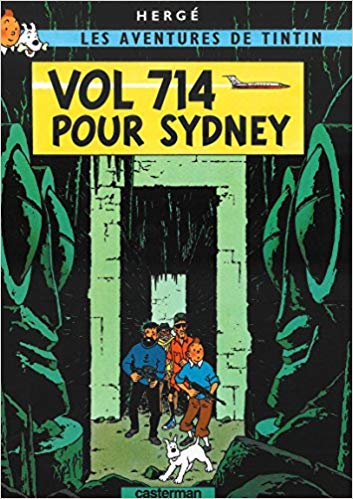 HERGÉ
LES AVENTURES DE TINTIN
VOL 714
POUR SYDNEY
casterman